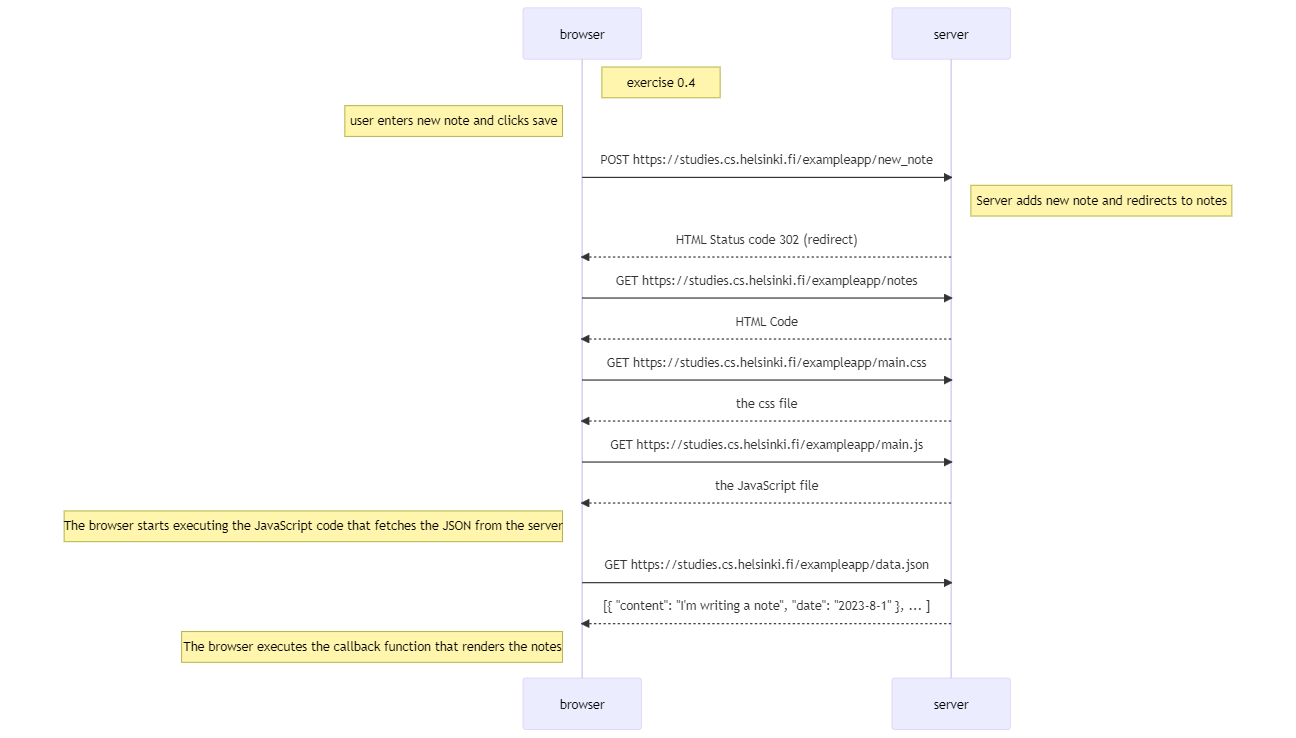 browser
server
exercise 0.4
user enters new note and clicks save
POST https://studies.cs.helsinki.fi/exampleapp/new_note
Server adds new note and redirects to notes
HTML Status code 302 (redirect)
GET https://studies.cs.helsinki.fi/exampleapp/notes
HTML Code
GET https://studies.cs.helsinki.fi/exampleapp/main.css
the css file
GET https://studies.cs.helsinki.fi/exampleapp/main.js
the JavaScript file
The browser starts executing the JavaScript code that fetches the JSON from the server
GET https://studies.cs.helsinki.fi/exampleapp/data.json
[{ "content": "I'm writing a note", "date": "2023-8-1" }, ... ]
The browser executes the callback function that renders the notes
browser
server